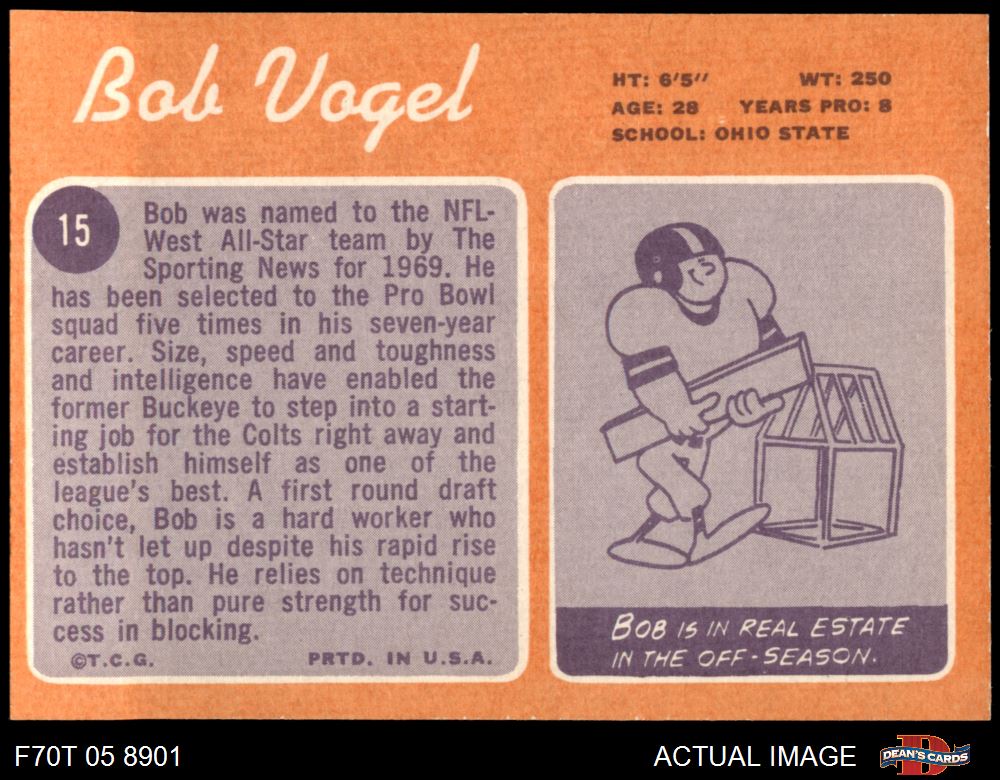 Bob Vogel
HT: 6'5" WT: 250
AGE: 28 YEARS PRO: 8
SCHOOL: OHIO STATE
15
Bob was named to the NFL-
West All-Star team by The
Sporting News for 1969. He
has been selected to the Pro Bowl
squad five times in his seven-year
career. Size, speed and toughness
and intelligence have enabled the
former Buckeye to step into a start-
ing job for the Colts right away and
establish himself as one of the
league's best. A first round draft
choice, Bob is a hard worker who
hasn't let up despite his rapid rise
to the top. He relies on technique
rather than pure strength for suc-
cess in blocking.
©T.C.G. PRTD. IN U.S.A.
BOB IS IN REAL ESTATE
IN THE OFF-SEASON.
F70T 05 8901 ACTUAL IMAGE D DEAN'S CARDS